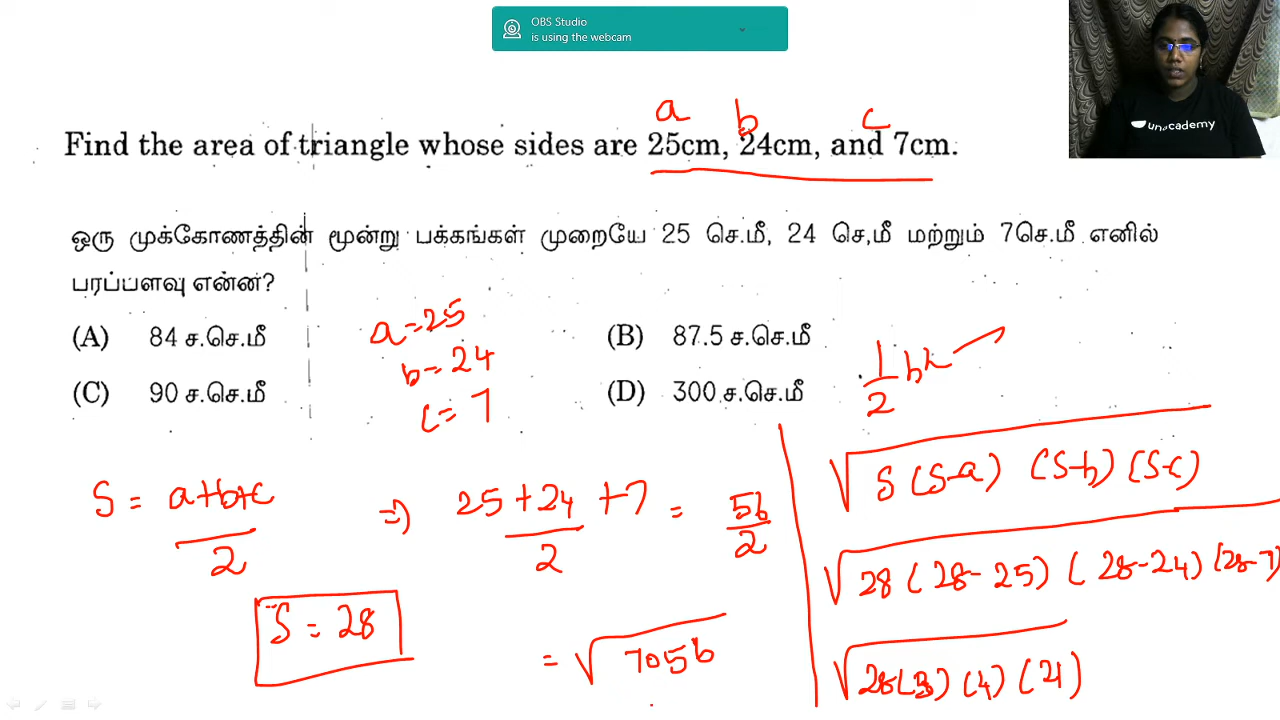 OBS Studio
is using the webcam
unacademy
a b c
Find the area of triangle whose sides are 25cm, 24cm, and 7cm.
ஒரு முக்கோணத்தின் மூன்று பக்கங்கள் முறையே 25 செ.மீ, 24 செ,மீ மற்றும் 7செ.மீ எனில்
பரப்பளவு என்ன?
(A) 84 ச.செ.மீ
(B) 87.5 ச.செ.மீ
(C) 90 ச.செ.மீ
(D) 300 ச.செ.மீ
a=25
b=24
c=7
1/2 bh
S = a+b+c/2 => 25+24+7/2 = 56/2
S = 28
√S(S-a) (S-b) (S-c)
√28 (28-25) (28-24) (28-7)
√28(3) (4) (21)
= √7056